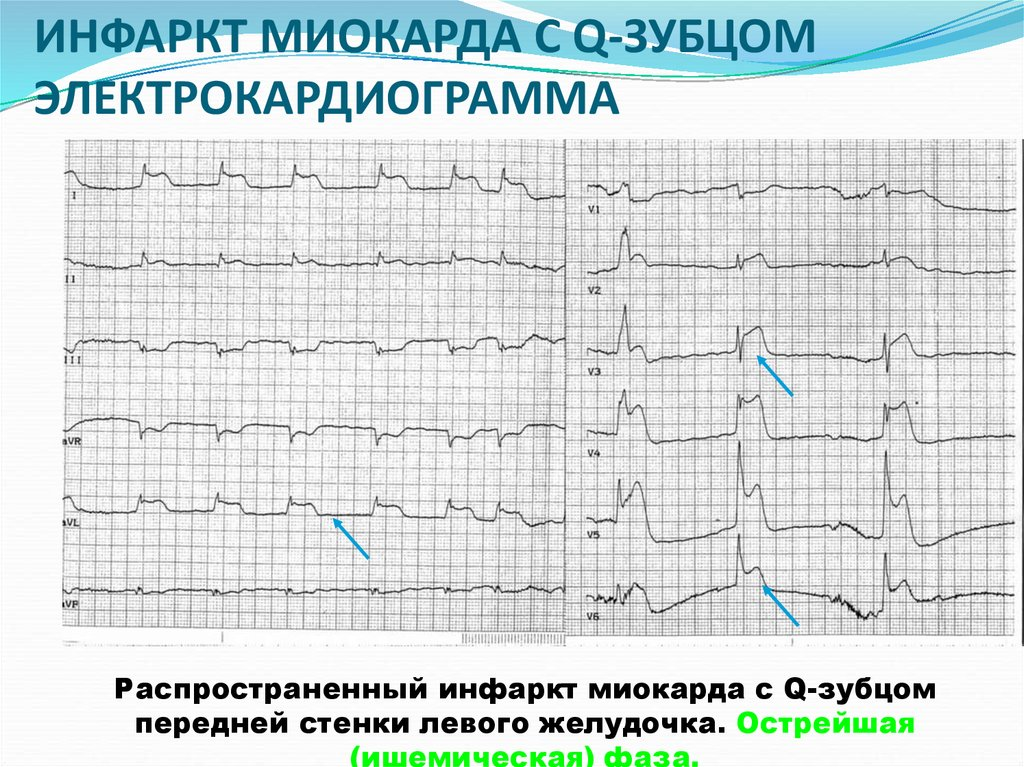 ИНФАРКТ МИОКАРДА С Q-ЗУБЦОМ
ЭЛЕКТРОКАРДИОГРАММА
I
II
III
aVR
aVL
aVF
V1
V2
V3
V4
V5
V6
Распространенный инфаркт миокарда с Q-зубцом
передней стенки левого желудочка. Острейшая
(ишемическая) фаза.